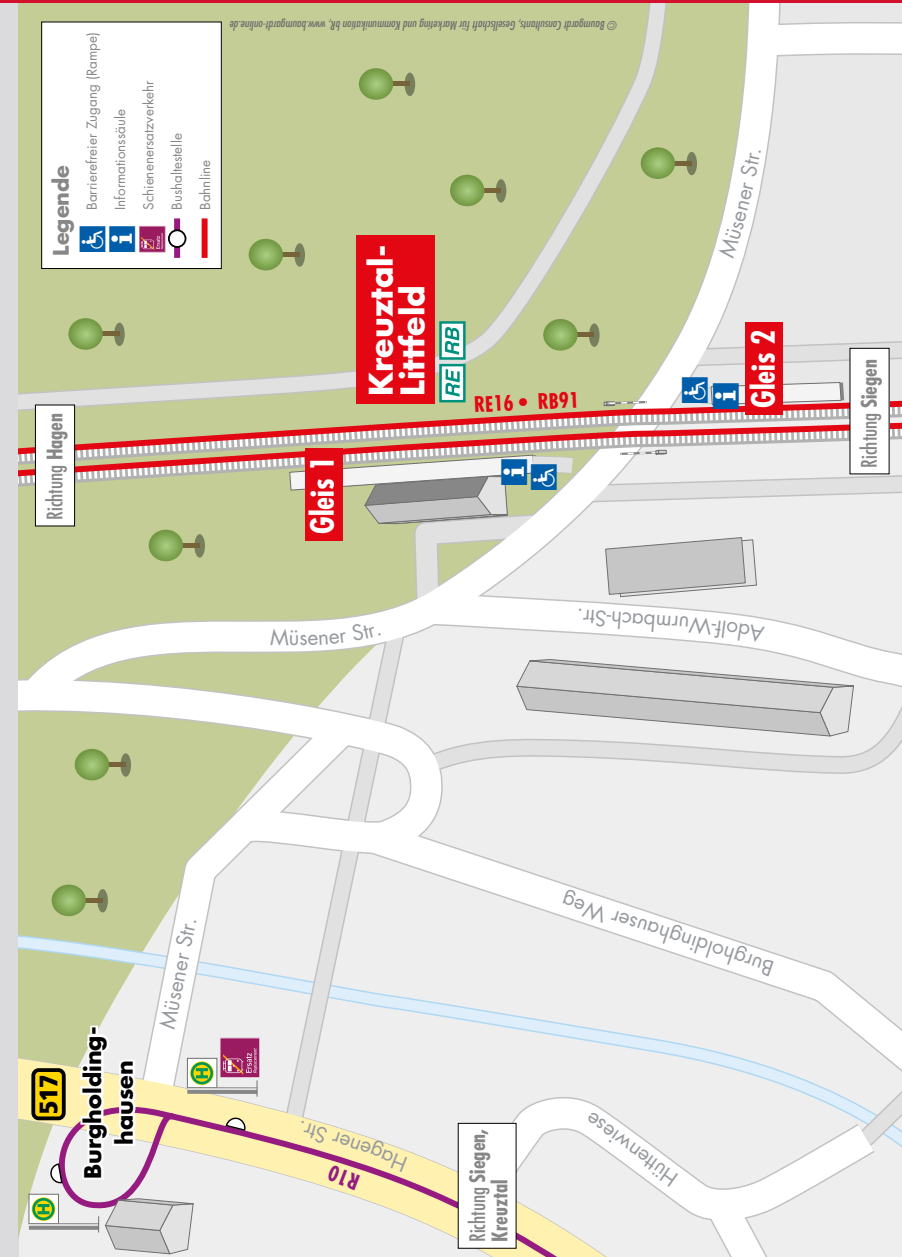 © Baumgardt Consultants, Gesellschaft für Marketing und Kommunikation bR, www.baumgardt-online.de
Legende
Barrierefreier Zugang (Rampe)
Informationssäule
Schienenersatzverkehr
Bushaltestelle
Bahnline
Kreuztal-
Littfeld
RE RB
RE16 • RB91
Richtung Hagen
Gleis 1
Gleis 2
Richtung Siegen
Müsener Str.
Müsener Str.
Adolf-Wurmbach-Str.
Burgholdinghauser Weg
Müsener Str.
517
Burgholding-
hausen
H
H
Ersatz
Hagener Str.
R10
Hüttenwiese
Richtung Siegen,
Kreuztal